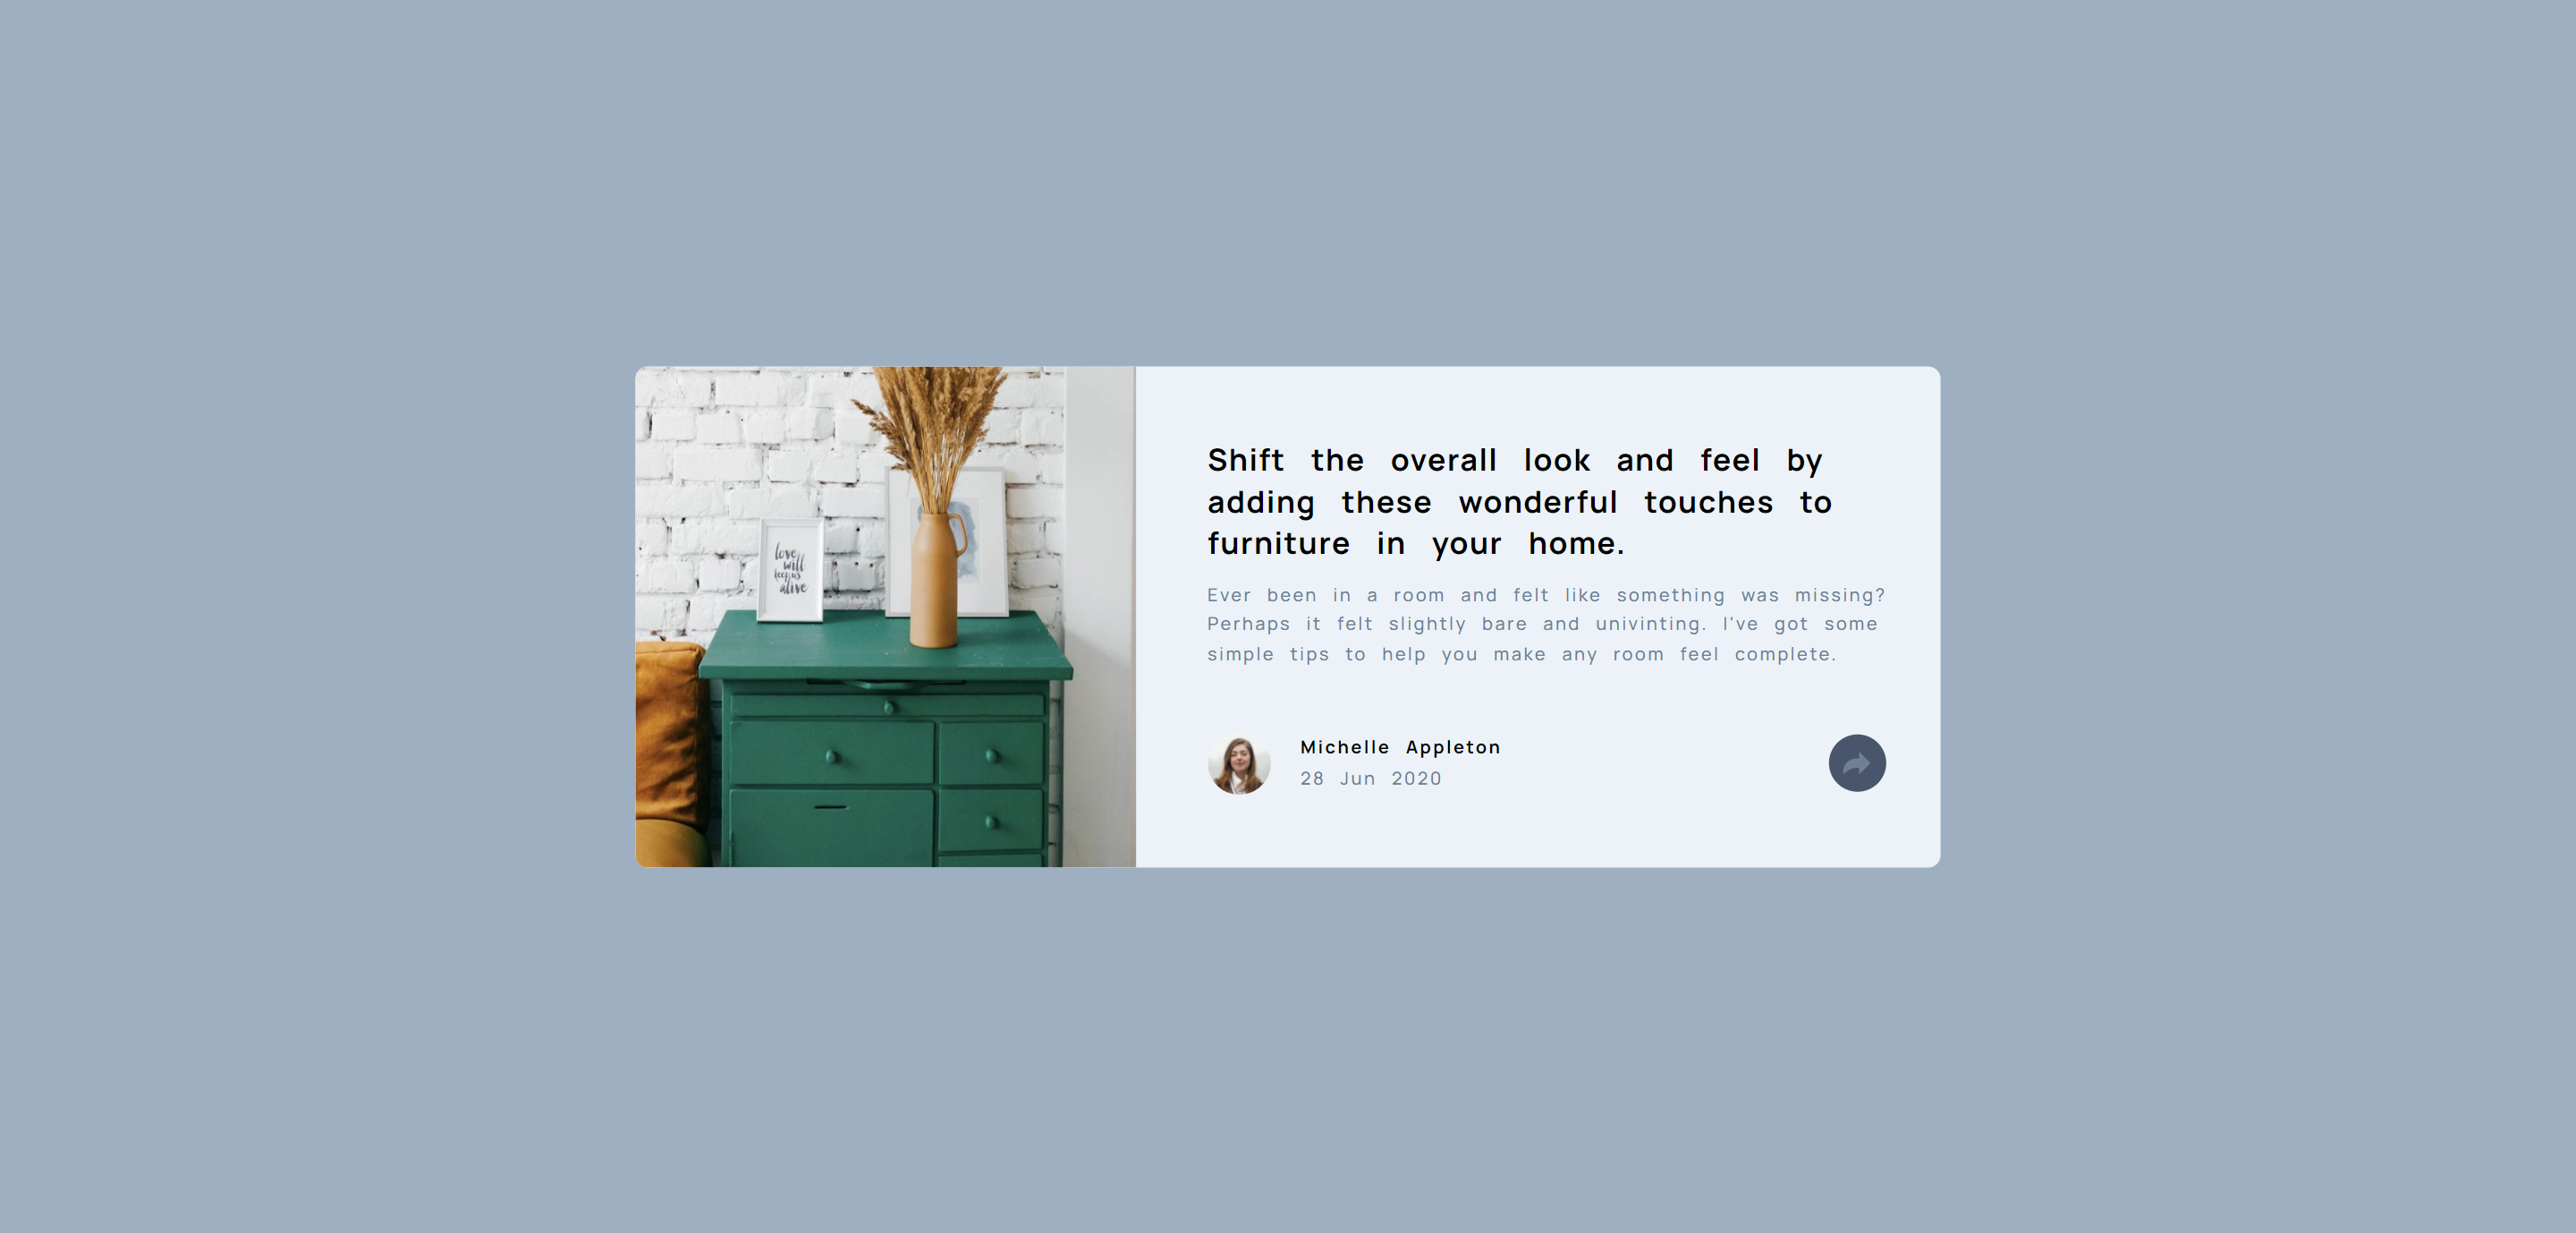 love
will
keep us
alive
Shift the overall look and feel by
adding these wonderful touches to
furniture in your home.
Ever been in a room and felt like something was missing?
Perhaps it felt slightly bare and univinting. I've got some
simple tips to help you make any room feel complete.
Michelle Appleton
28 Jun 2020